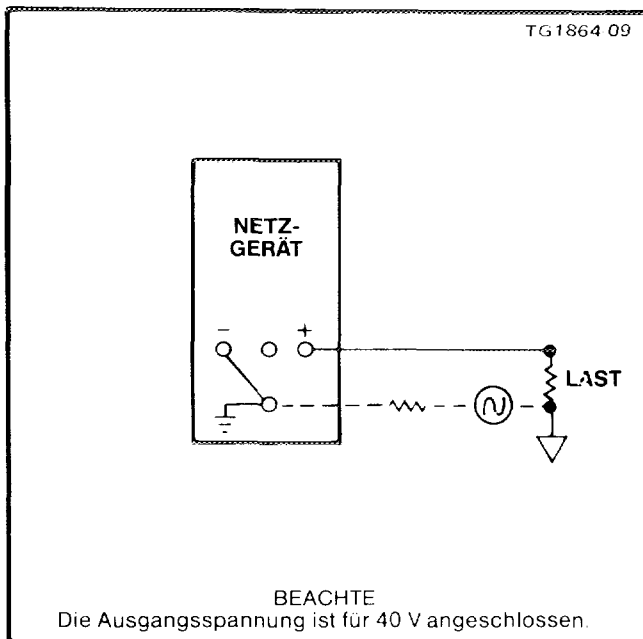 TG1864-09
NETZ-
GERÄT
– +
LAST
BEACHTE
Die Ausgangsspannung ist für 40 V angeschlossen.